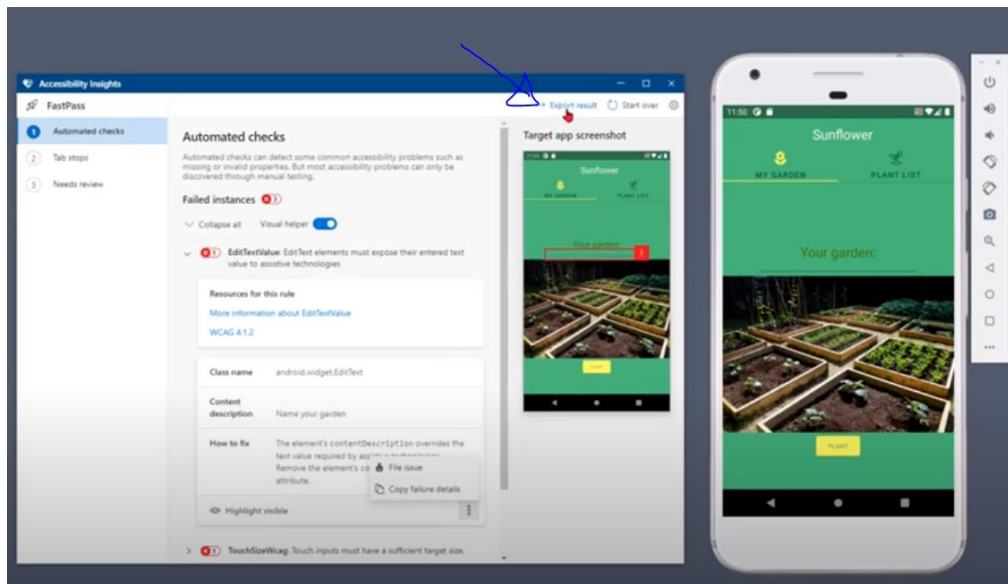 Accessibility Insights
FastPass
Export result
Start over
1 Automated checks
2 Tab stops
3 Needs review
Automated checks
Automated checks can detect some common accessibility problems such as
missing or invalid properties. But most accessibility problems can only be
discovered through manual testing.
Failed instances 3
Collapse all
Visual helper
1 EditTextValue: EditText elements must expose their entered text
value to assistive technologies
Resources for this rule
More information about EditTextValue
WCAG 4.1.2
Class name android.widget.EditText
Content
description Name your garden
How to fix The element's contentDescription overrides the
text value required by assistive technologies.
Remove the element's
attribute.
File issue
Copy failure details
Highlight visible
1 TouchSizeWcag: Touch inputs must have a sufficient target size.
Target app screenshot
11:50
Sunflower
MY GARDEN PLANT LIST
Your garden:
11:50
Sunflower
MY GARDEN PLANT LIST
Your garden:
PLANT